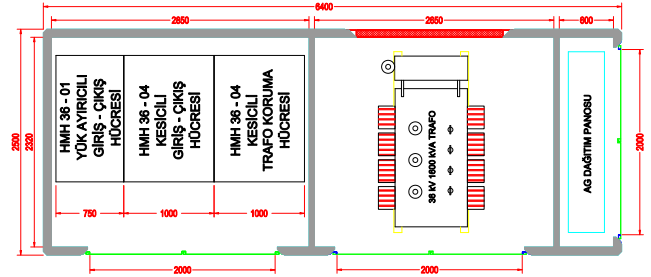 6400
2850
2850
600
2500
2320
HMH 36 - 01
YÜK AYIRICILI
GİRİŞ - ÇIKIŞ
HÜCRESİ
HMH 36 - 04
KESİCİLİ
GİRİŞ - ÇIKIŞ
HÜCRESİ
HMH 36 - 04
KESİCİLİ
TRAFO KORUMA
HÜCRESİ
36 kV 1600 kVA TRAFO
AG DAĞITIM PANOSU
2000
750
1000
1000
2000
2000